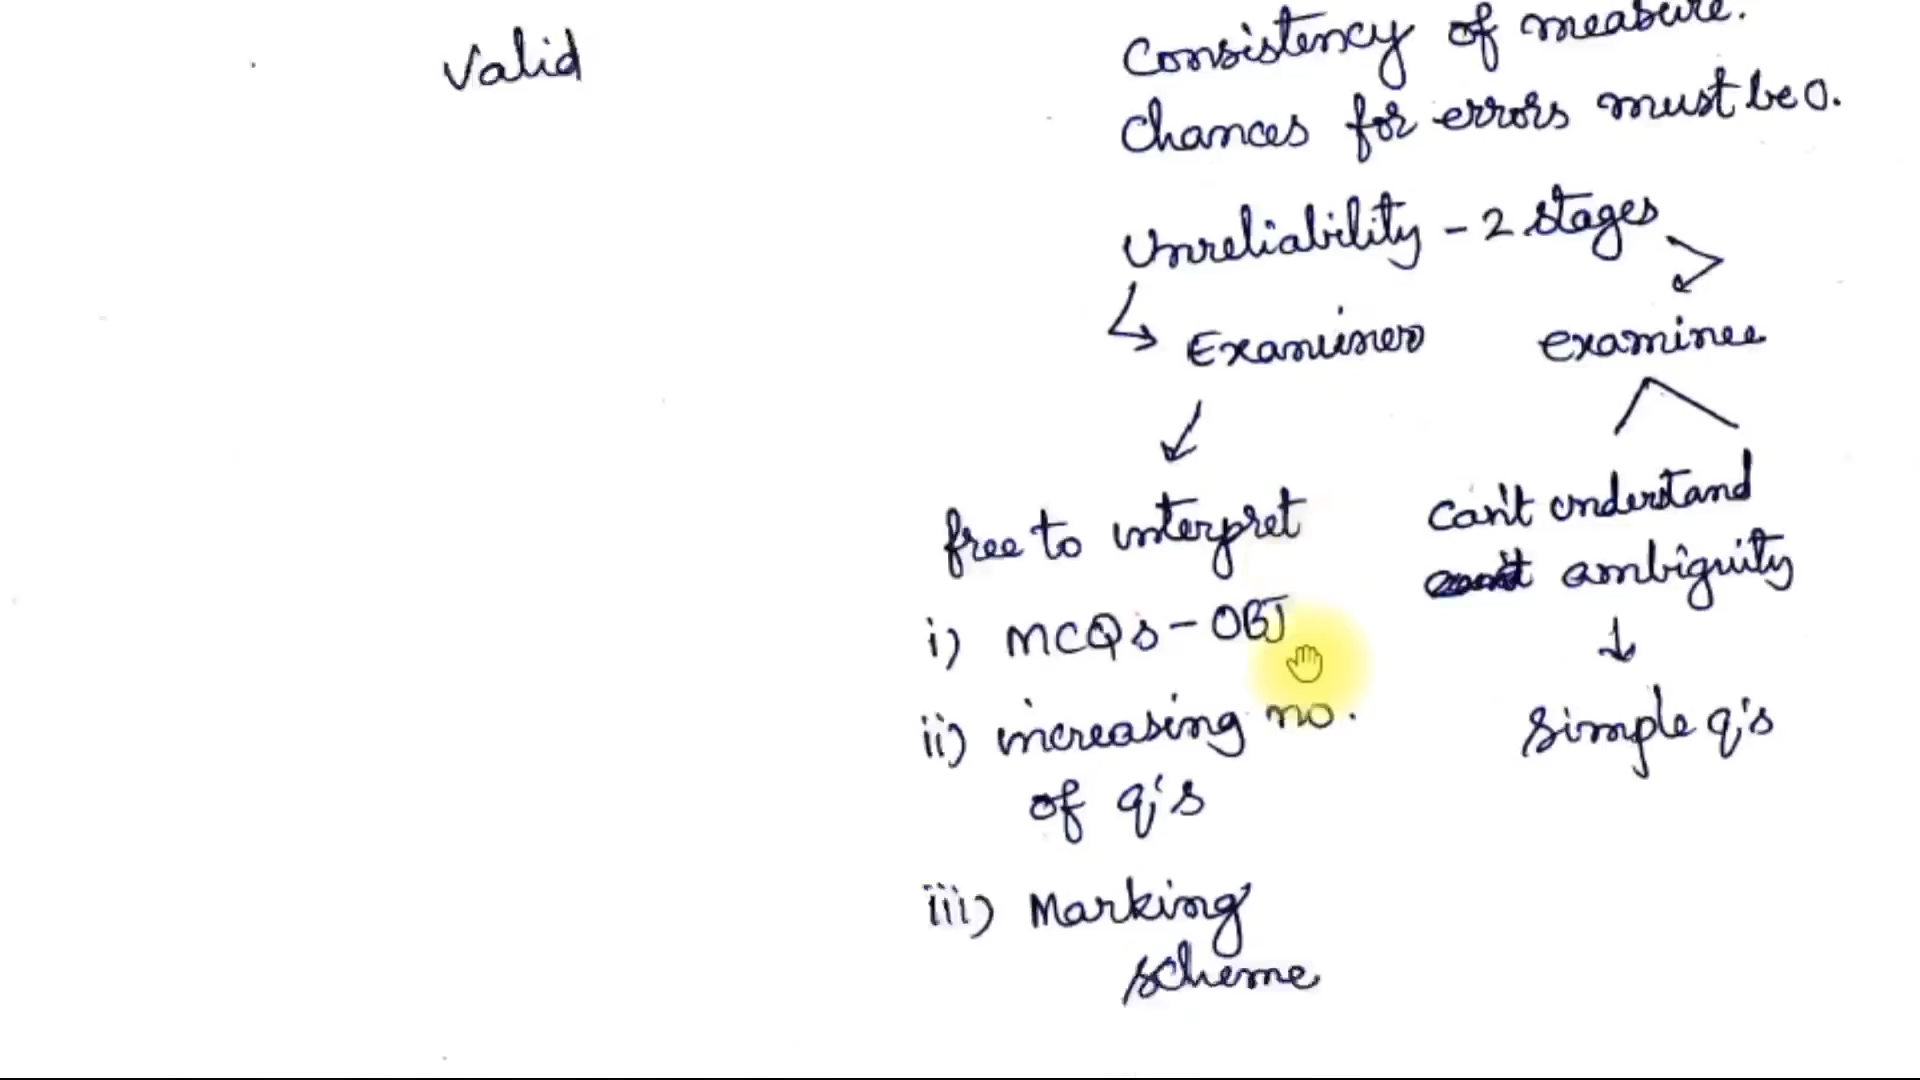 Valid
Consistency of measure.
Chances for errors must be 0.
Unreliability - 2 stages
Examiner
examinee
free to interpret
i) MCQs - OBJ
ii) increasing no.
of q's
iii) Marking
scheme
can't understand
ambiguity
simple q's